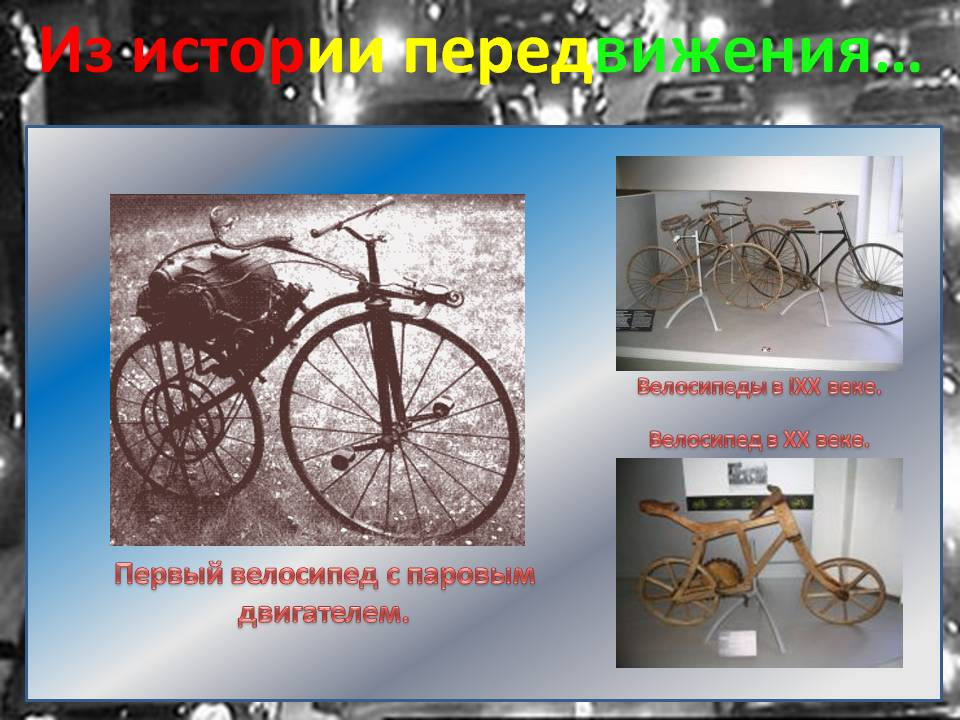 Из истории передвижения...
Велосипеды в IXX веке.
Велосипед в XX веке.
Первый велосипед с паровым
двигателем.